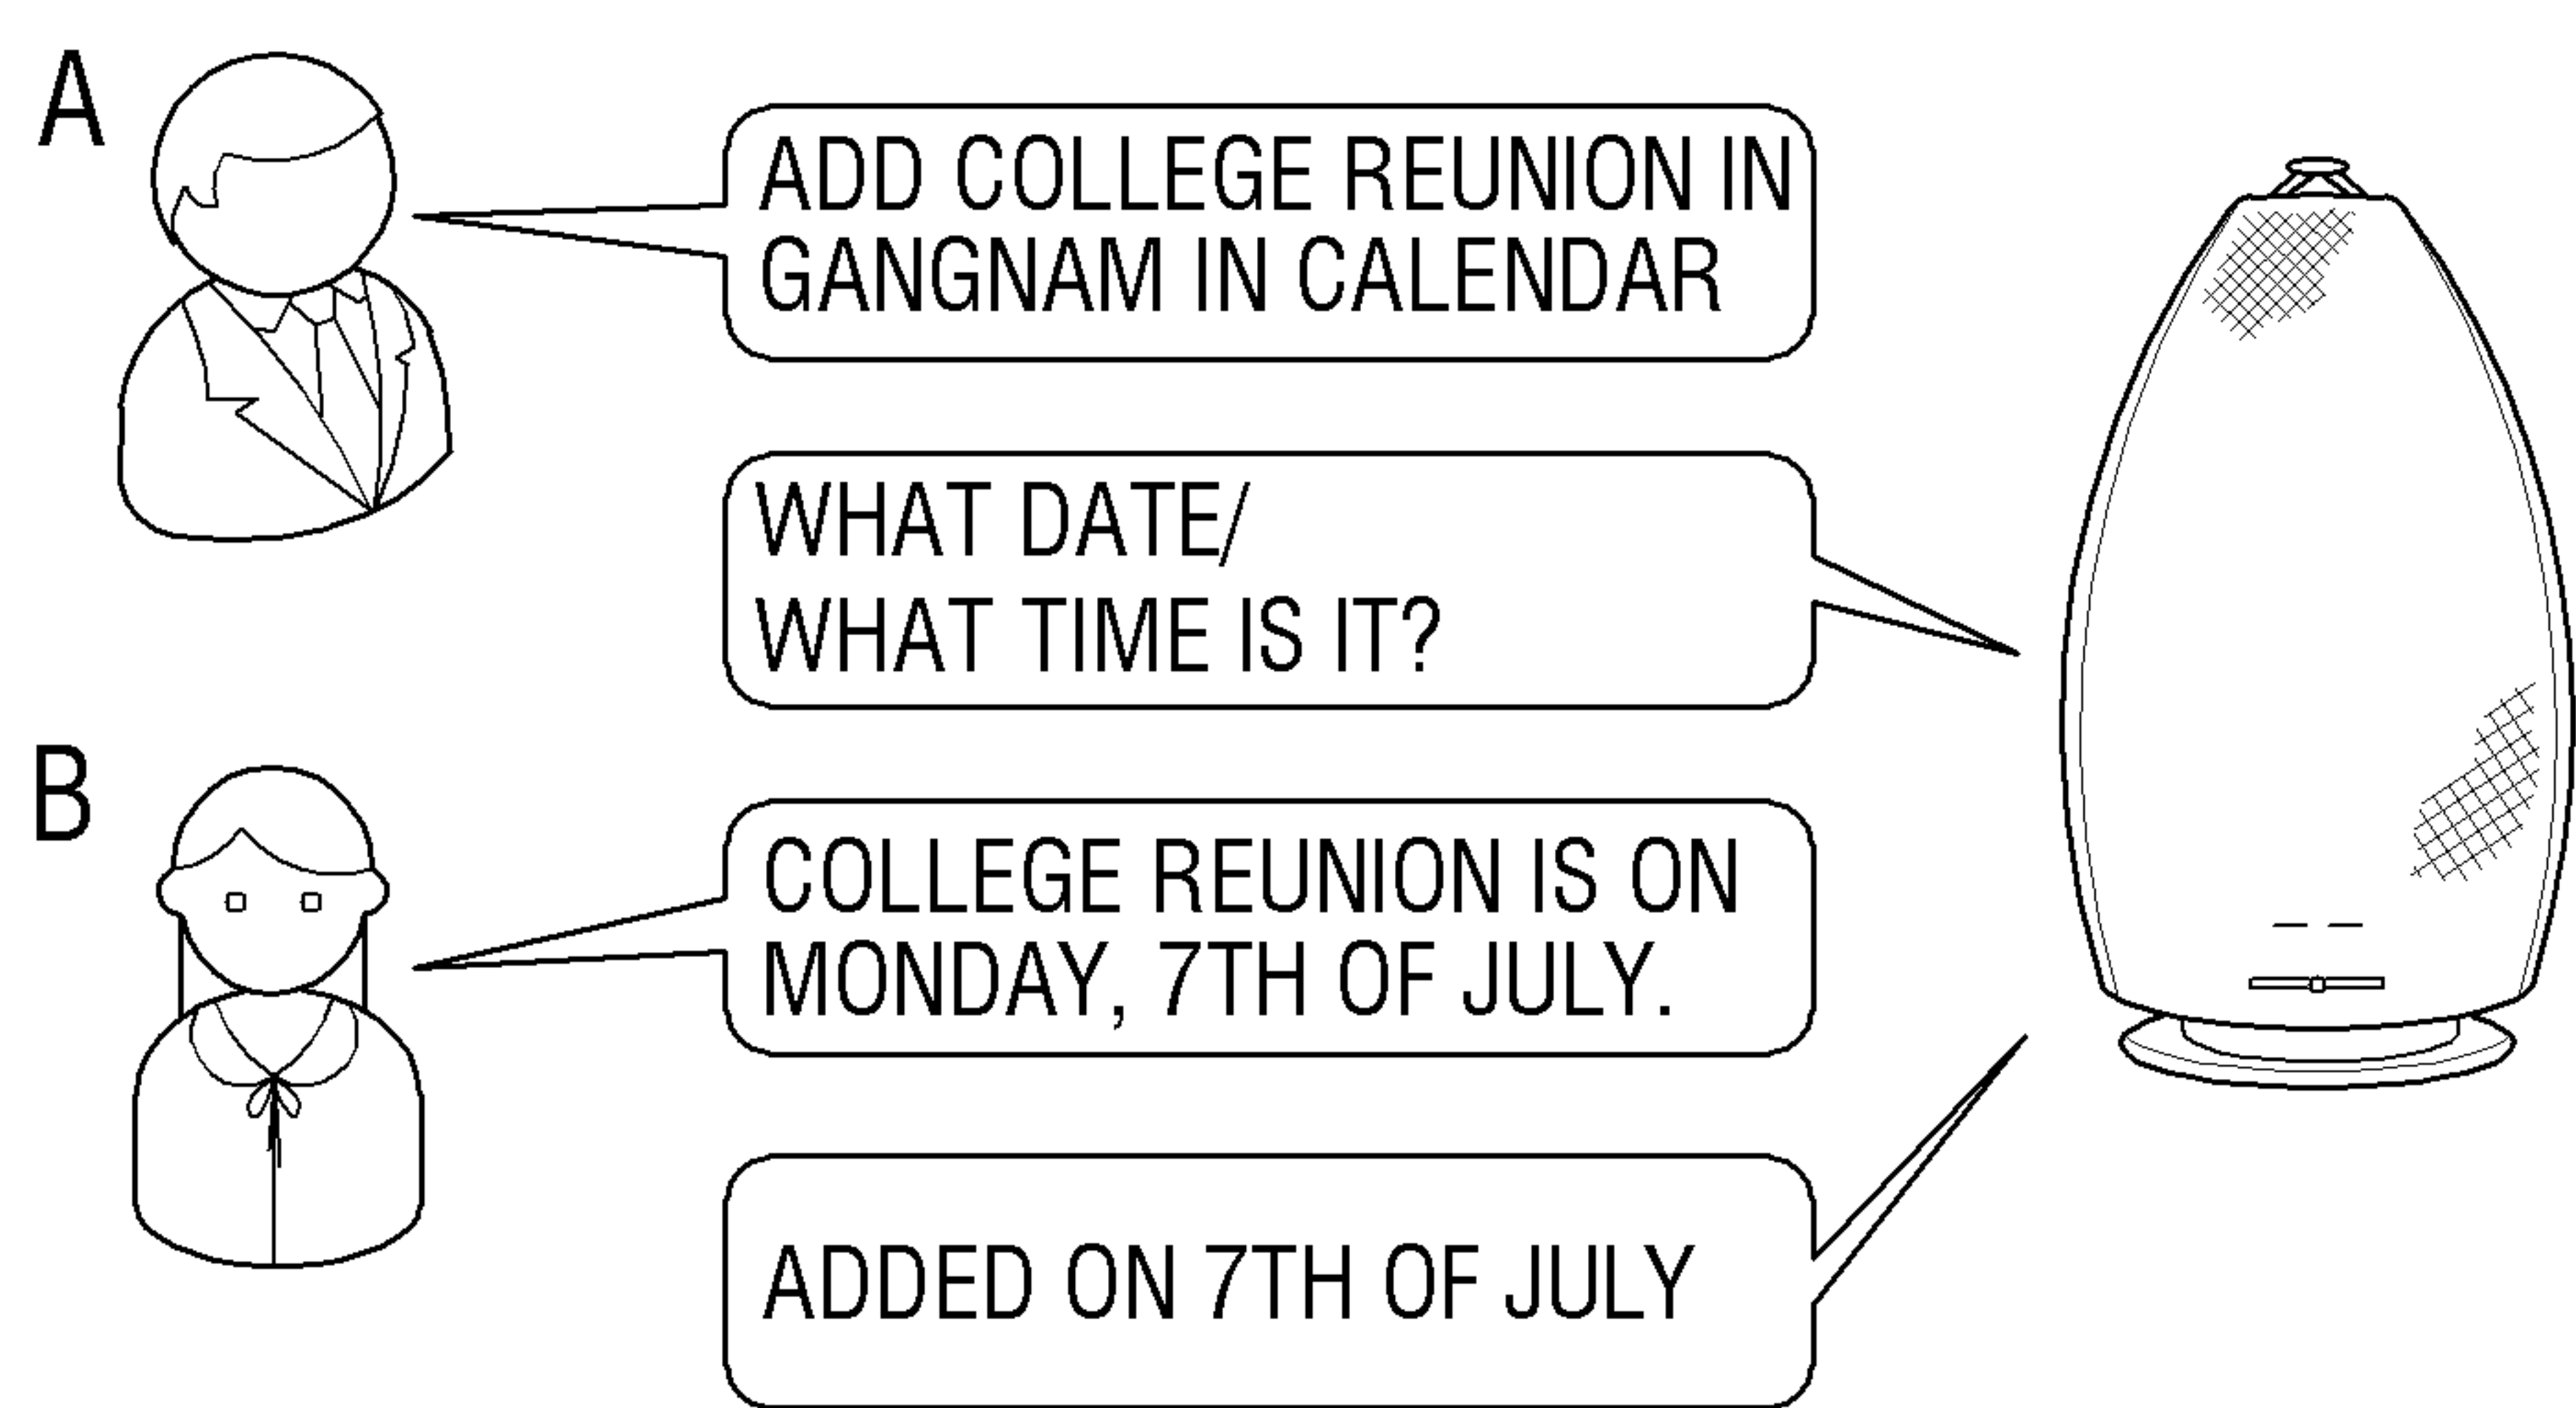 A
ADD COLLEGE REUNION IN
GANGNAM IN CALENDAR
WHAT DATE/
WHAT TIME IS IT?
B
COLLEGE REUNION IS ON
MONDAY, 7TH OF JULY.
ADDED ON 7TH OF JULY